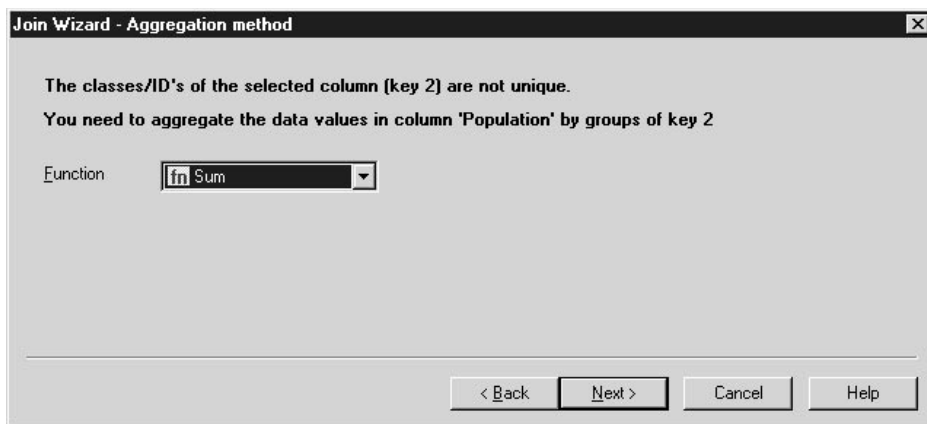 Join Wizard - Aggregation method
The classes/ID's of the selected column (key 2) are not unique.
You need to aggregate the data values in column 'Population' by groups of key 2
Function fn Sum
< Back Next > Cancel Help